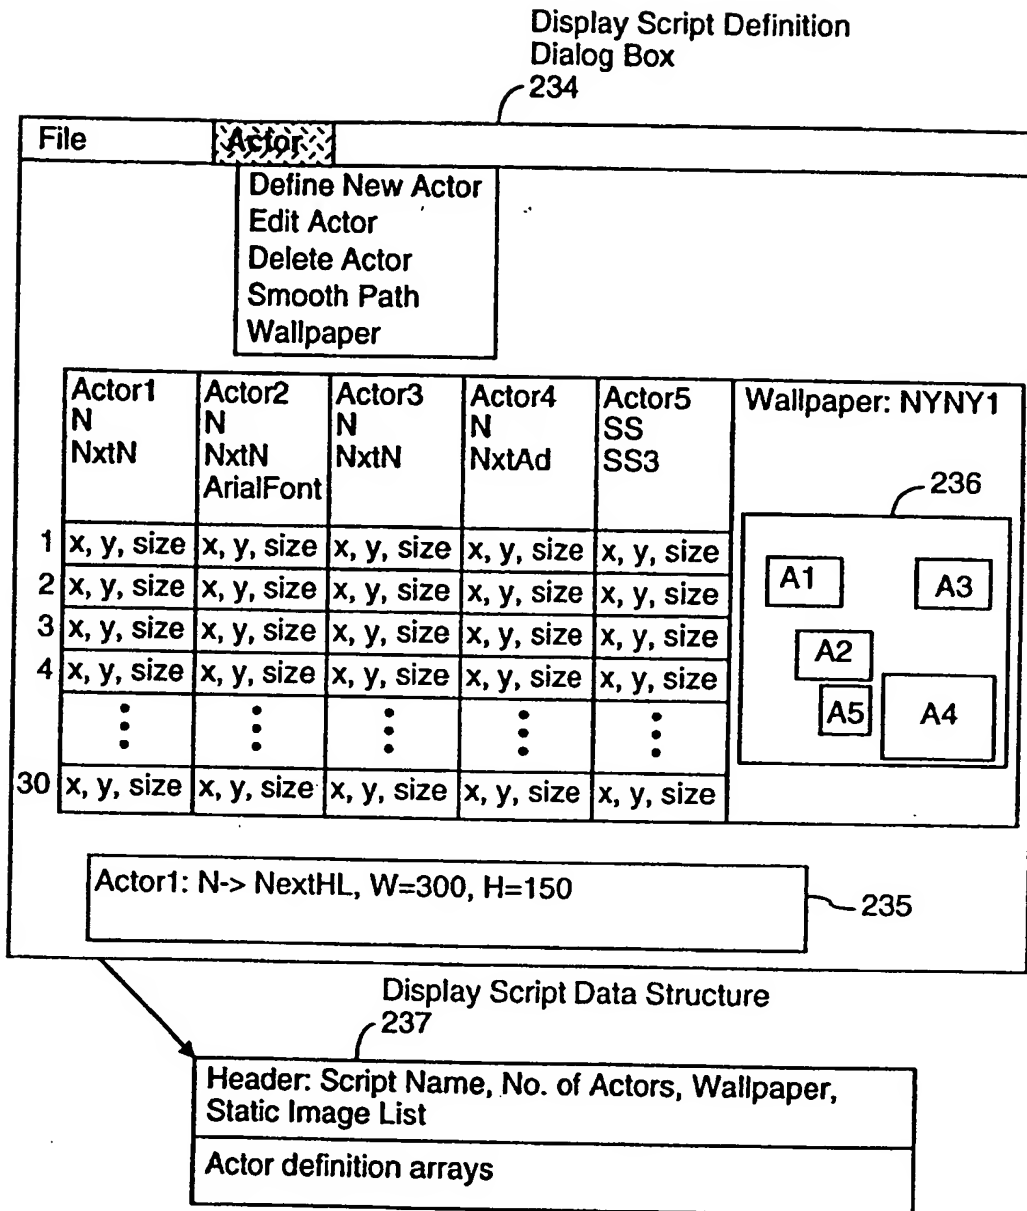 Display Script Definition
Dialog Box
234
File Actor
Define New Actor
Edit Actor
Delete Actor
Smooth Path
Wallpaper
Actor1 Actor2 Actor3 Actor4 Actor5 Wallpaper: NYNY1
N N N N SS
NxtN NxtN NxtN NxtAd SS3
ArialFont
236
1 x, y, size x, y, size x, y, size x, y, size x, y, size
2 x, y, size x, y, size x, y, size x, y, size x, y, size
3 x, y, size x, y, size x, y, size x, y, size x, y, size
4 x, y, size x, y, size x, y, size x, y, size x, y, size
30 x, y, size x, y, size x, y, size x, y, size x, y, size
A1 A3
A2
A5 A4
Actor1: N-> NextHL, W=300, H=150
235
Display Script Data Structure
237
Header: Script Name, No. of Actors, Wallpaper,
Static Image List
Actor definition arrays